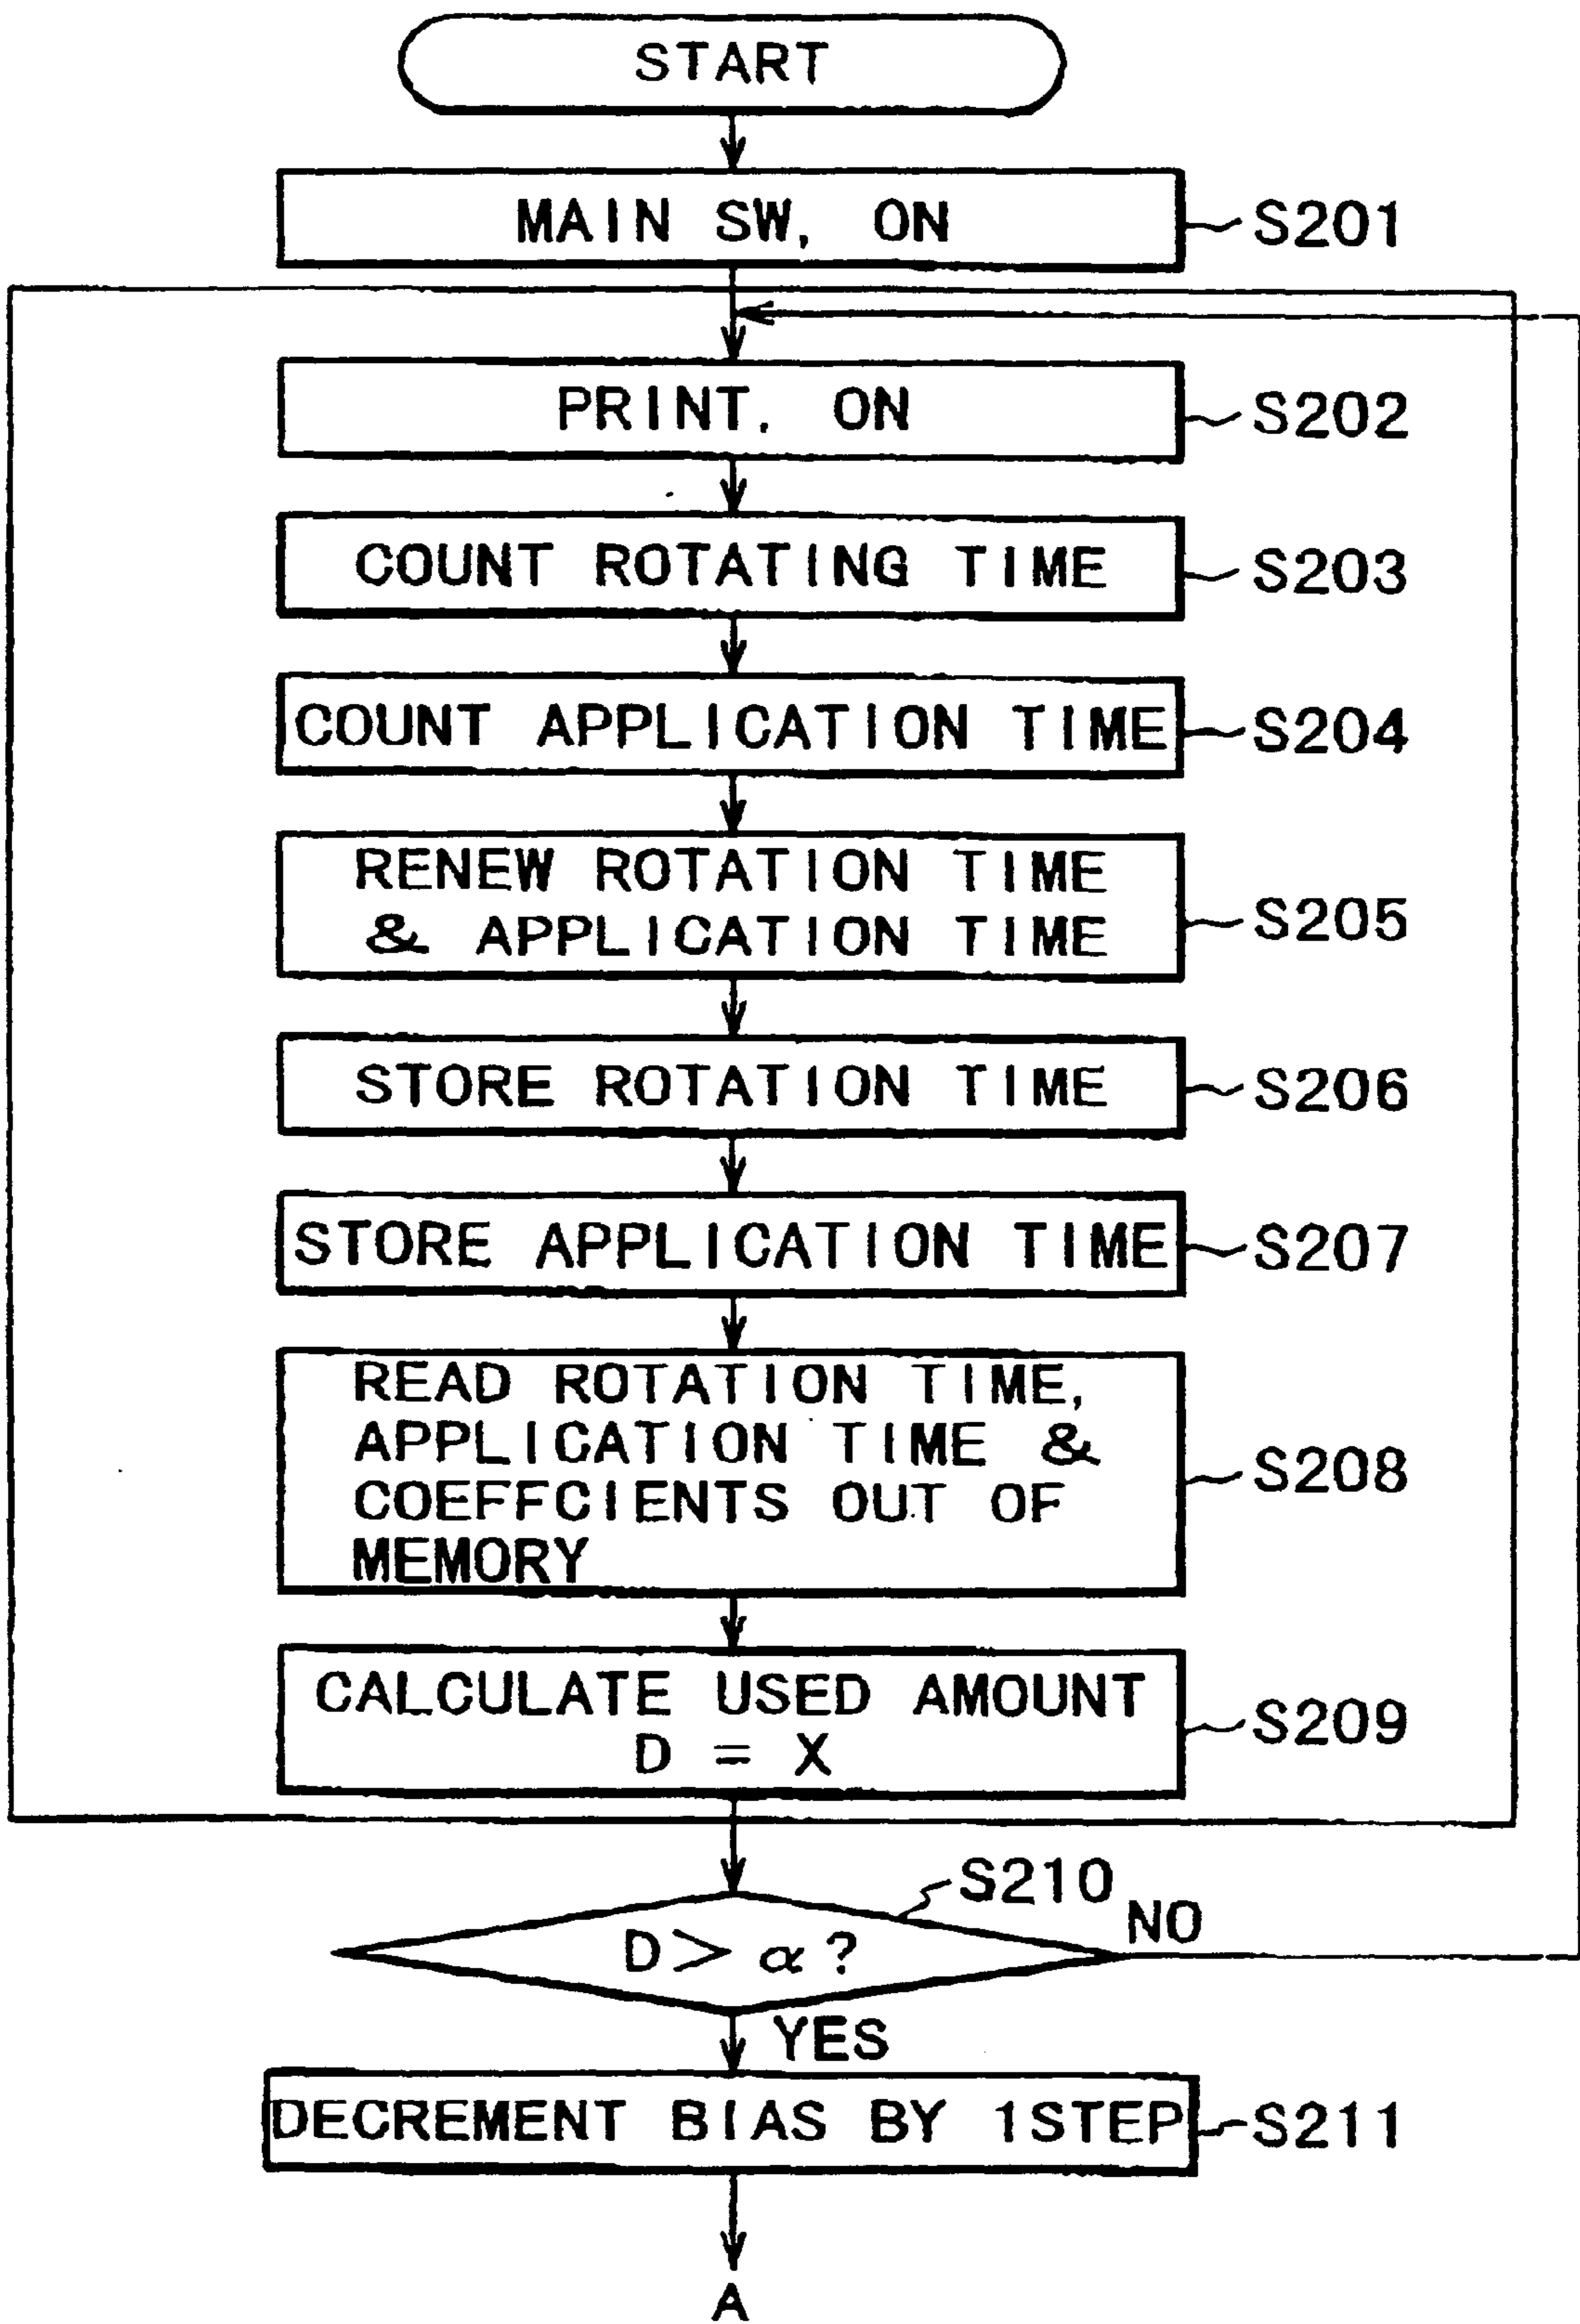 START
MAIN SW, ON
S201
PRINT, ON
S202
COUNT ROTATING TIME
S203
COUNT APPLICATION TIME
S204
RENEW ROTATION TIME
& APPLICATION TIME
S205
STORE ROTATION TIME
S206
STORE APPLICATION TIME
S207
READ ROTATION TIME,
APPLICATION TIME &
COEFFCIENTS OUT OF
MEMORY
S208
CALCULATE USED AMOUNT
D = X
S209
S210
NO
D > α ?
YES
DECREMENT BIAS BY 1STEP
S211
A